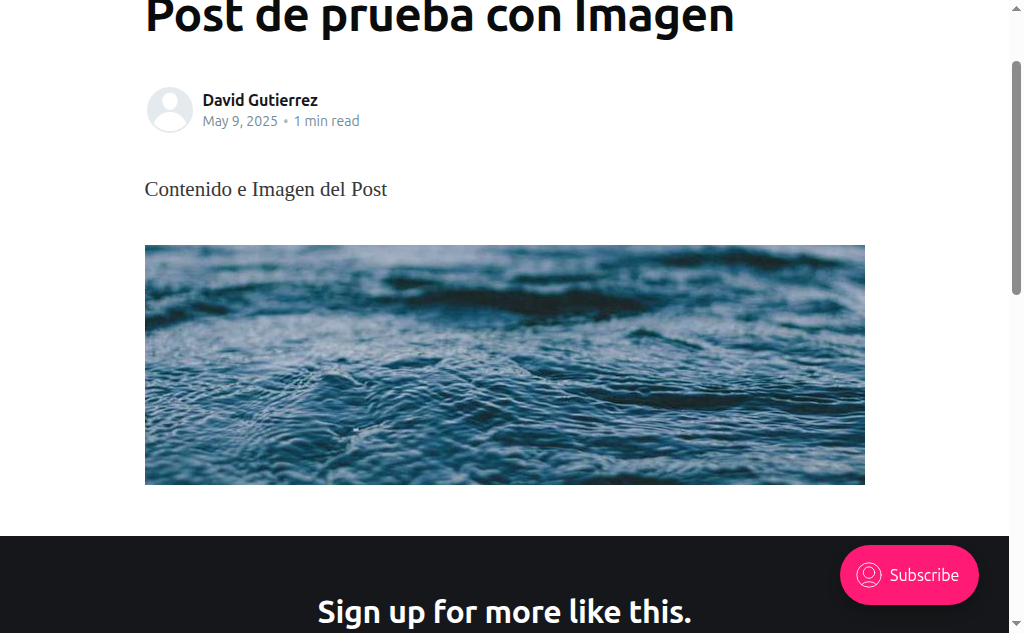 Post de prueba con Imagen
David Gutierrez
May 9, 2025 • 1 min read
Contenido e Imagen del Post
Subscribe
Sign up for more like this.